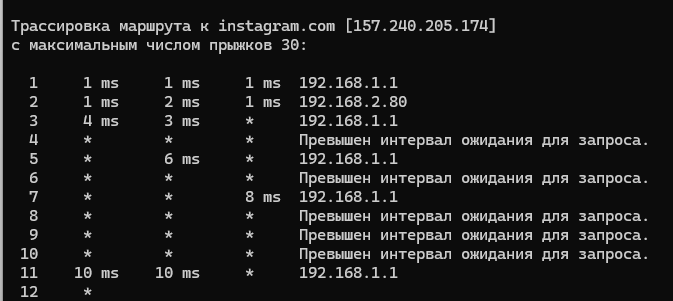 Трассировка маршрута к instagram.com [157.240.205.174]
с максимальным числом прыжков 30:
1 1 ms 1 ms 1 ms 192.168.1.1
2 1 ms 2 ms 1 ms 192.168.2.80
3 4 ms 3 ms * 192.168.1.1
4 * * * Превышен интервал ожидания для запроса.
5 * 6 ms * 192.168.1.1
6 * * * Превышен интервал ожидания для запроса.
7 * * 8 ms 192.168.1.1
8 * * * Превышен интервал ожидания для запроса.
9 * * * Превышен интервал ожидания для запроса.
10 * * * Превышен интервал ожидания для запроса.
11 10 ms 10 ms * 192.168.1.1
12 *